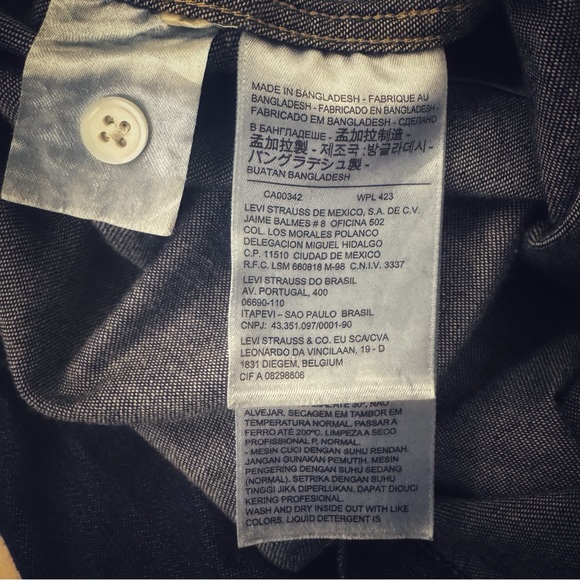 MADE IN BANGLADESH - FABRIQUE AU
BANGLADESH - FABRICADO EN BANGLADESH -
FABRICADO EM BANGLADESH - СДЕЛАНО
В БАНГЛАДЕШЕ - 孟加拉制造 -
孟加拉製 - 제조국 :방글라데시 -
バングラデシュ製 -
BUATAN BANGLADESH
CA00342 WPL 423
LEVI STRAUSS DE MEXICO, S.A. DE C.V.
JAIME BALMES # 8 OFICINA 502
COL. LOS MORALES POLANCO
DELEGACION MIGUEL HIDALGO
C.P. 11510 CIUDAD DE MEXICO
R.F.C. LSM 660818 M-98 C.N.I.V. 3337
LEVI STRAUSS DO BRASIL
AV. PORTUGAL, 400
06690-110
ITAPEVI – SAO PAULO BRASIL
CNPJ: 43.351.097/0001-90
LEVI STRAUSS & CO. EU SCA/CVA
LEONARDO DA VINCILAAN, 19 - D
1831 DIEGEM, BELGIUM
CIF A 08298606
ATÉ 30°, NÃO
ALVEJAR. SECAGEM EM TAMBOR EM
TEMPERATURA NORMAL. PASSAR A
FERRO ATÉ 200ºC. LIMPEZA A SECO
PROFISSIONAL P, NORMAL.
- MESIN CUCI DENGAN SUHU RENDAH.
JANGAN GUNAKAN PEMUTIH. MESIN
PENGERING DENGAN SUHU SEDANG
(NORMAL). SETRIKA DENGAN SUHU
TINGGI JIKA DIPERLUKAN. DAPAT DICUCI
KERING PROFESIONAL.
WASH AND DRY INSIDE OUT WITH LIKE
COLORS. LIQUID DETERGENT IS